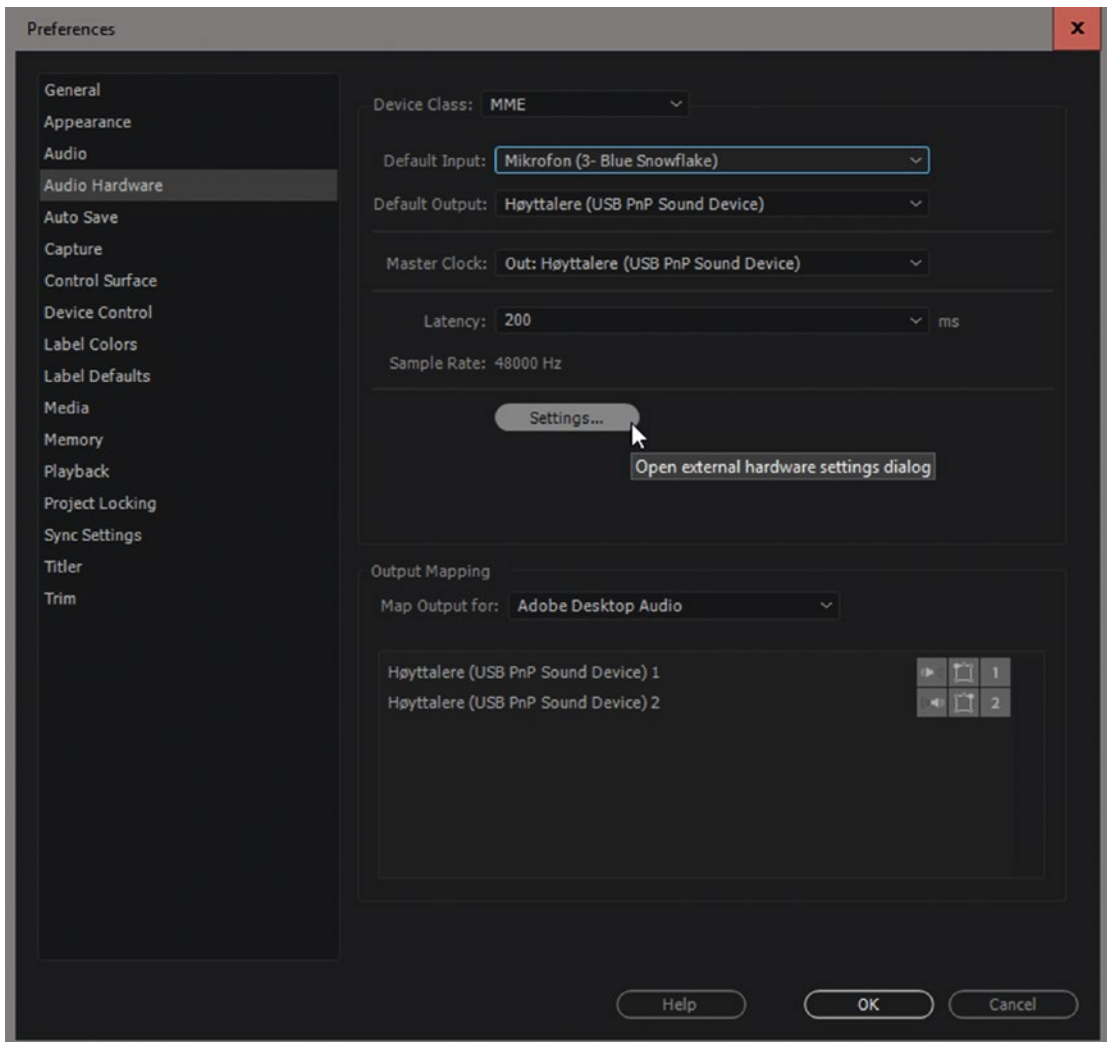 Preferences
x
General
Appearance
Audio
Audio Hardware
Auto Save
Capture
Control Surface
Device Control
Label Colors
Label Defaults
Media
Memory
Playback
Project Locking
Sync Settings
Titler
Trim
Device Class: MME
Default Input: Mikrofon (3- Blue Snowflake)
Default Output: Høyttalere (USB PnP Sound Device)
Master Clock: Out: Høyttalere (USB PnP Sound Device)
Latency: 200 ms
Sample Rate: 48000 Hz
Settings...
Open external hardware settings dialog
Output Mapping
Map Output for: Adobe Desktop Audio
Høyttalere (USB PnP Sound Device) 1 1
Høyttalere (USB PnP Sound Device) 2 2
Help OK Cancel